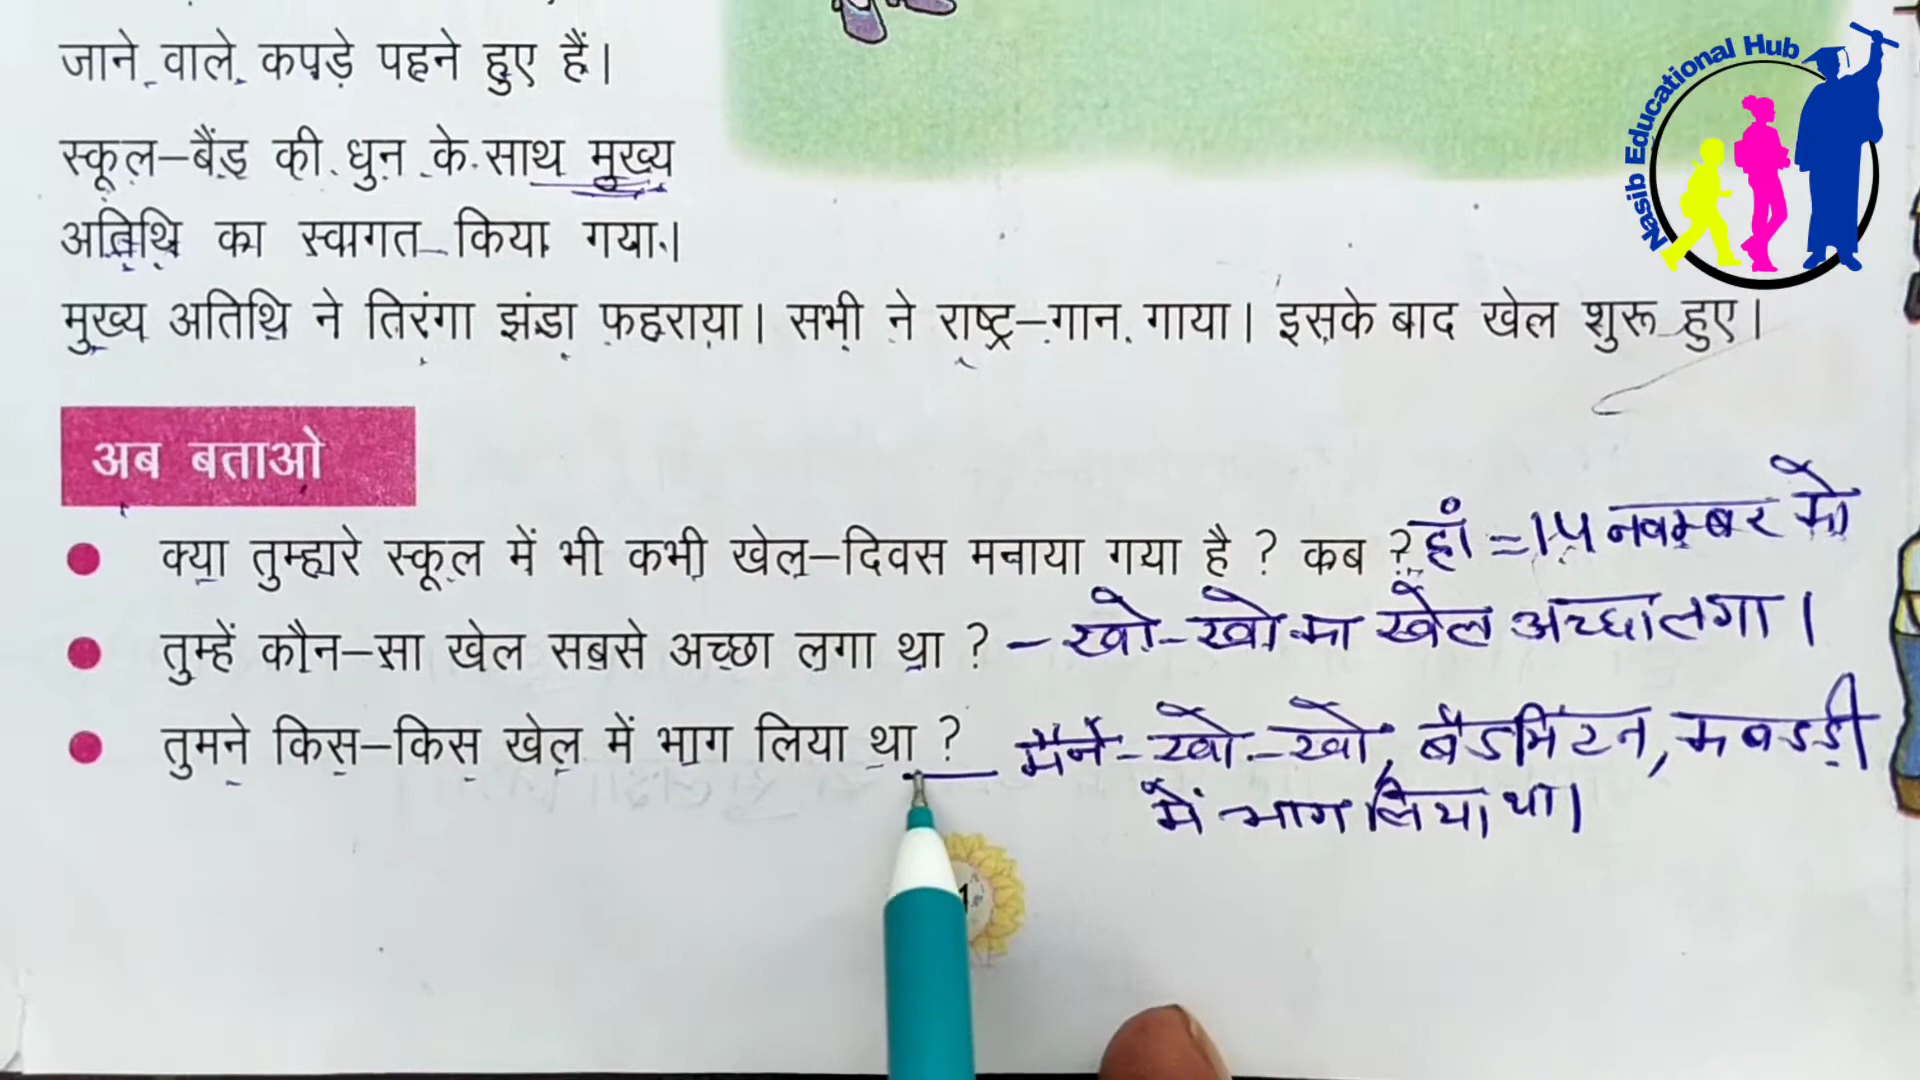 जाने वाले कपड़े पहने हुए हैं।
स्कूल–बैंड की धुन के साथ मुख्य
अतिथि का स्वागत किया गया।
मुख्य अतिथि ने तिरंगा झंडा फहराया। सभी ने राष्ट्र–गान गाया। इसके बाद खेल शुरू हुए।
अब बताओ
क्या तुम्हारे स्कूल में भी कभी खेल–दिवस मनाया गया है ? कब ? हां = 14 नवम्बर को
तुम्हें कौन–सा खेल सबसे अच्छा लगा था ? – खो-खो का खेल अच्छा लगा।
तुमने किस–किस खेल में भाग लिया था ? — मैंने - खो-खो, बैडमिंटन, कबड्डी
में भाग लिया था।
Nasib Educational Hub